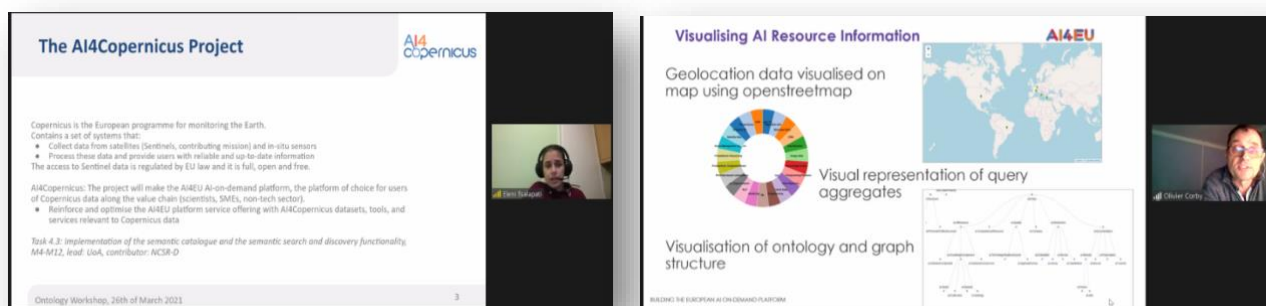 The AI4Copernicus Project
AI4
copernicus
Copernicus is the European programme for monitoring the Earth.
Contains a set of systems that:
● Collect data from satellites (Sentinels, contributing mission) and in-situ sensors
● Process these data and provide users with reliable and up-to-date information
The access to Sentinel data is regulated by EU law and it is full, open and free.
AI4Copernicus: The project will make the AI4EU AI-on-demand platform, the platform of choice for users
of Copernicus data along the value chain (scientists, SMEs, non-tech sector).
● Reinforce and optimise the AI4EU platform service offering with AI4Copernicus datasets, tools, and
services relevant to Copernicus data
Task 4.3: Implementation of the semantic catalogue and the semantic search and discovery functionality,
M4-M12, lead: UoA, contributor: NCSR-D
Ontology Workshop, 26th of March 2021
3
Eleni Tsalapati
Visualising AI Resource Information
AI4EU
Geolocation data visualised on
map using openstreetmap
Visual representation of query
aggregates
Visualisation of ontology and graph
structure
BUILDING THE EUROPEAN AI ON-DEMAND PLATFORM
Olivier Corby